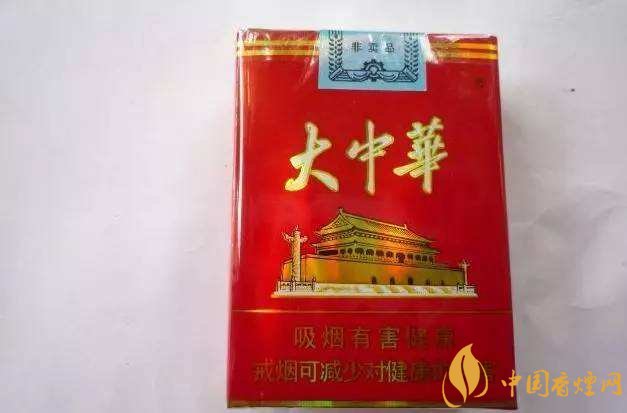 非卖品
大中華
吸烟有害健康
戒烟可减少对健康的危害
中国香烟网